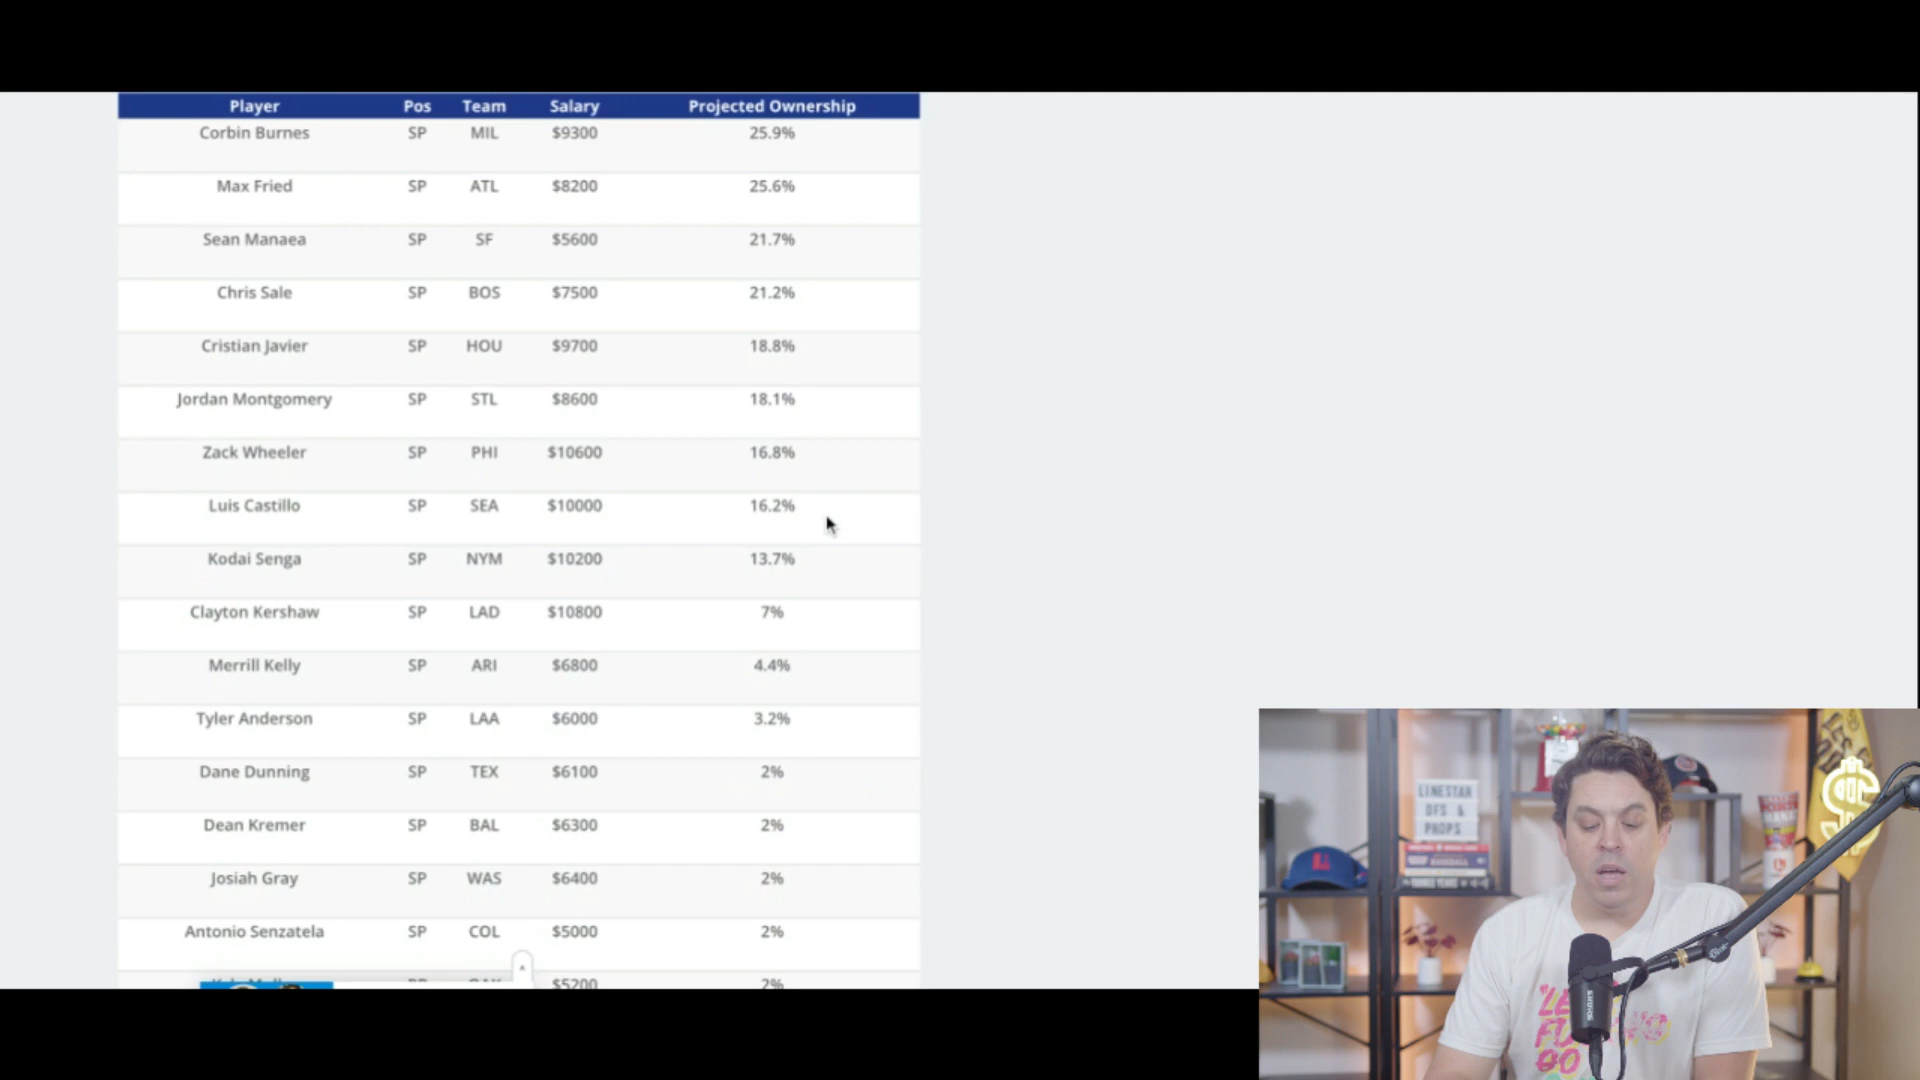 Player Pos Team Salary Projected Ownership
Corbin Burnes SP MIL $9300 25.9%
Max Fried SP ATL $8200 25.6%
Sean Manaea SP SF $5600 21.7%
Chris Sale SP BOS $7500 21.2%
Cristian Javier SP HOU $9700 18.8%
Jordan Montgomery SP STL $8600 18.1%
Zack Wheeler SP PHI $10600 16.8%
Luis Castillo SP SEA $10000 16.2%
Kodai Senga SP NYM $10200 13.7%
Clayton Kershaw SP LAD $10800 7%
Merrill Kelly SP ARI $6800 4.4%
Tyler Anderson SP LAA $6000 3.2%
Dane Dunning SP TEX $6100 2%
Dean Kremer SP BAL $6300 2%
Josiah Gray SP WAS $6400 2%
Antonio Senzatela SP COL $5000 2%
$5200 2%
LINESTAR
DFS &
PROPS
SHURE